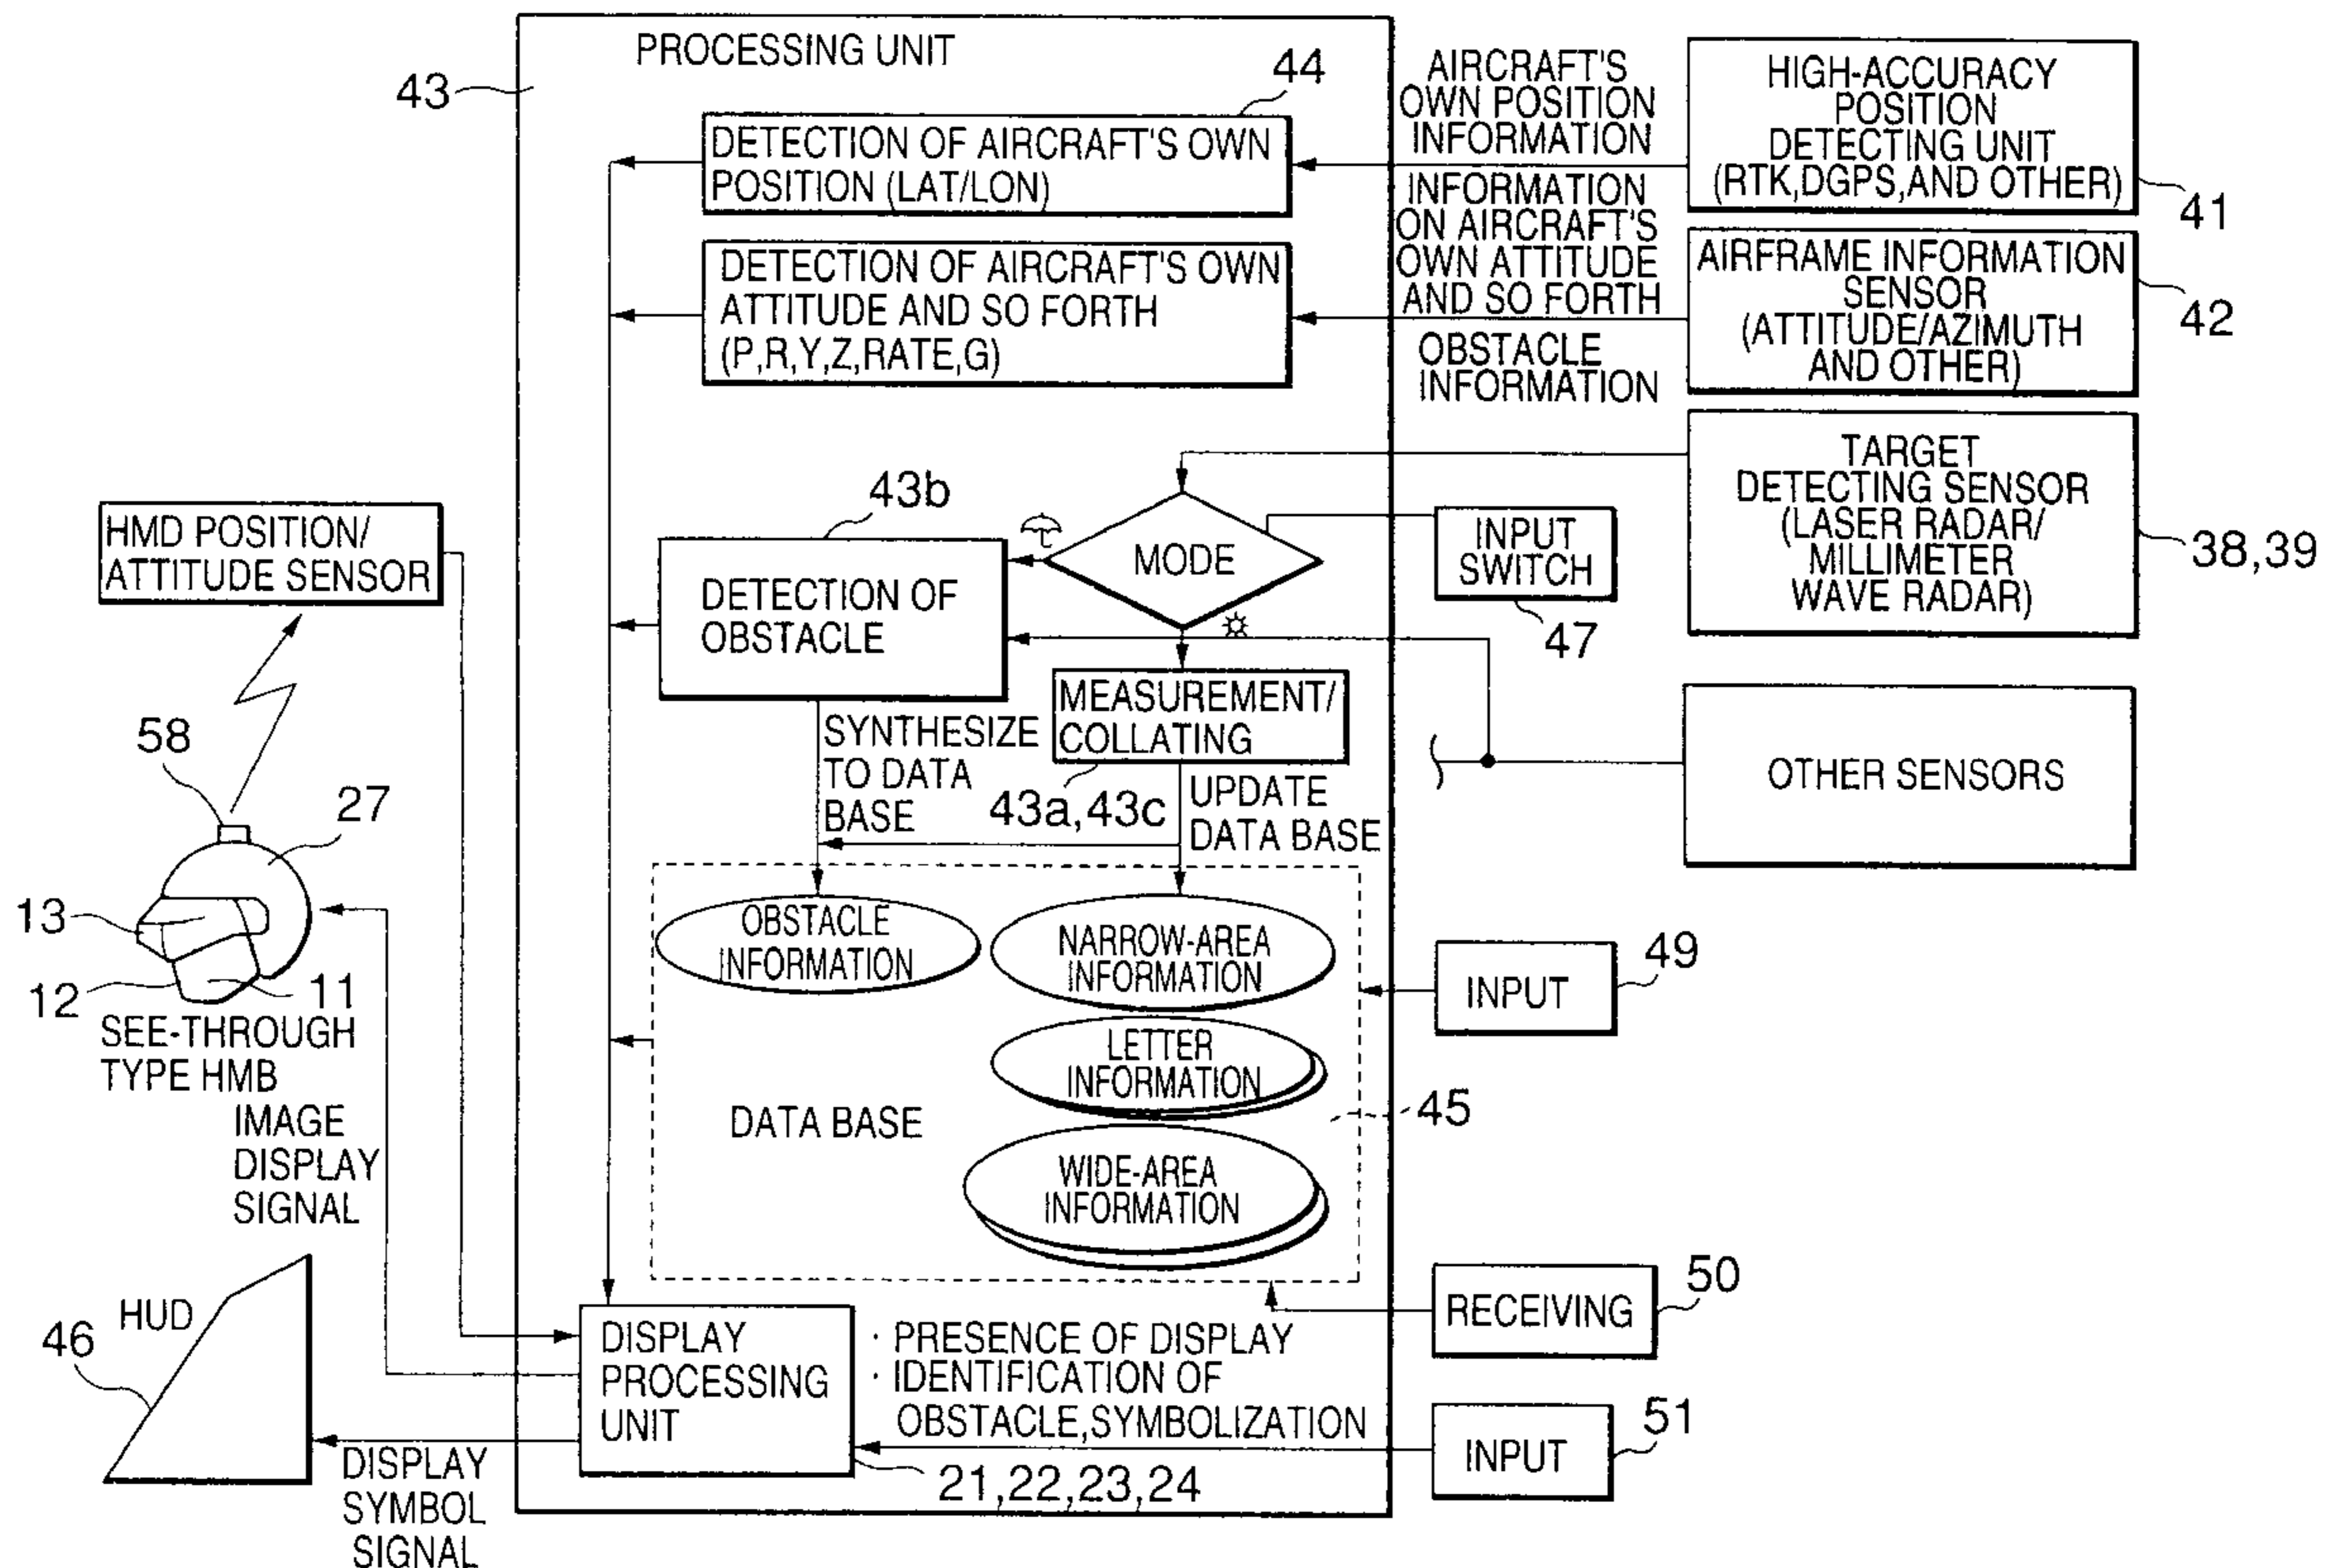 PROCESSING UNIT
43
44
DETECTION OF AIRCRAFT'S OWN
POSITION (LAT/LON)
AIRCRAFT'S
OWN POSITION
INFORMATION
HIGH-ACCURACY
POSITION
DETECTING UNIT
(RTK,DGPS,AND OTHER)
41
DETECTION OF AIRCRAFT'S OWN
ATTITUDE AND SO FORTH
(P,R,Y,Z,RATE,G)
INFORMATION
ON AIRCRAFT'S
OWN ATTITUDE
AND SO FORTH
AIRFRAME INFORMATION
SENSOR
(ATTITUDE/AZIMUTH
AND OTHER)
42
OBSTACLE
INFORMATION
TARGET
DETECTING SENSOR
(LASER RADAR/
MILLIMETER
WAVE RADAR)
38,39
HMD POSITION/
ATTITUDE SENSOR
43b
DETECTION OF
OBSTACLE
MODE
INPUT
SWITCH
47
MEASUREMENT/
COLLATING
43a,43c
SYNTHESIZE
TO DATA
BASE
UPDATE
DATA BASE
OTHER SENSORS
58
27
13
12
11
SEE-THROUGH
TYPE HMB
OBSTACLE
INFORMATION
NARROW-AREA
INFORMATION
LETTER
INFORMATION
WIDE-AREA
INFORMATION
DATA BASE
45
INPUT
49
IMAGE
DISPLAY
SIGNAL
RECEIVING
50
HUD
46
DISPLAY
PROCESSING
UNIT
· PRESENCE OF DISPLAY
· IDENTIFICATION OF
OBSTACLE,SYMBOLIZATION
21,22,23,24
INPUT
51
DISPLAY
SYMBOL
SIGNAL